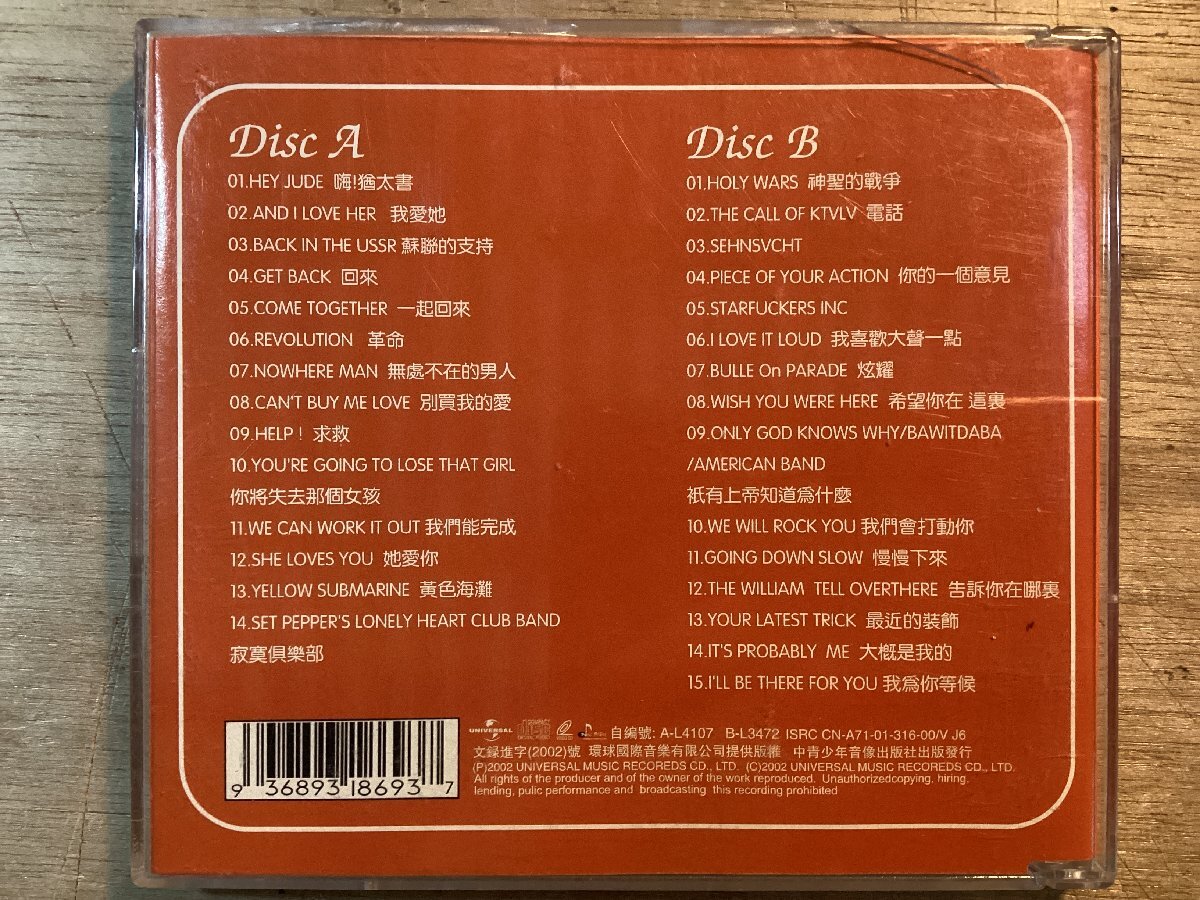 Disc A
01.HEY JUDE 嗨!猶太書
02.AND I LOVE HER 我愛她
03.BACK IN THE USSR 蘇聯的支持
04.GET BACK 回來
05.COME TOGETHER 一起回來
06.REVOLUTION 革命
07.NOWHERE MAN 無處不在的男人
08.CAN'T BUY ME LOVE 別買我的愛
09.HELP! 求救
10.YOU'RE GOING TO LOSE THAT GIRL
你將失去那個女孩
11.WE CAN WORK IT OUT 我們能完成
12.SHE LOVES YOU 她愛你
13.YELLOW SUBMARINE 黃色海灘
14.SET PEPPER'S LONELY HEART CLUB BAND
寂寞俱樂部
Disc B
01.HOLY WARS 神聖的戰爭
02.THE CALL OF KTVLV 電話
03.SEHNSVCHT
04.PIECE OF YOUR ACTION 你的一個意見
05.STARFUCKERS INC
06.I LOVE IT LOUD 我喜歡大聲一點
07.BULLE On PARADE 炫耀
08.WISH YOU WERE HERE 希望你在 這裏
09.ONLY GOD KNOWS WHY/BAWITDABA
/AMERICAN BAND
衹有上帝知道為什麼
10.WE WILL ROCK YOU 我們會打動你
11.GOING DOWN SLOW 慢慢下來
12.THE WILLIAM TELL OVERTHERE 告訴你在哪裏
13.YOUR LATEST TRICK 最近的裝飾
14.IT'S PROBABLY ME 大概是我的
15.I'LL BE THERE FOR YOU 我為你等候
9 36893 18693 7
UNIVERSAL
自編號: A-L4107 B-L3472 ISRC CN-A71-01-316-00/V J6
文録進字(2002)號 環球國際音樂有限公司提供版權 中青少年音像出版社出版發行
(P)2002 UNIVERSAL MUSIC RECOREDS CD., LTD. (C)2002 UNIVERSAL MUSIC RECOREDS CD., LTD.
All rights of the producer and of the owner of the work reproduced. Unauthorizedcopying, hiring,
lending, pulic performance and broadcasting this recording prohibited